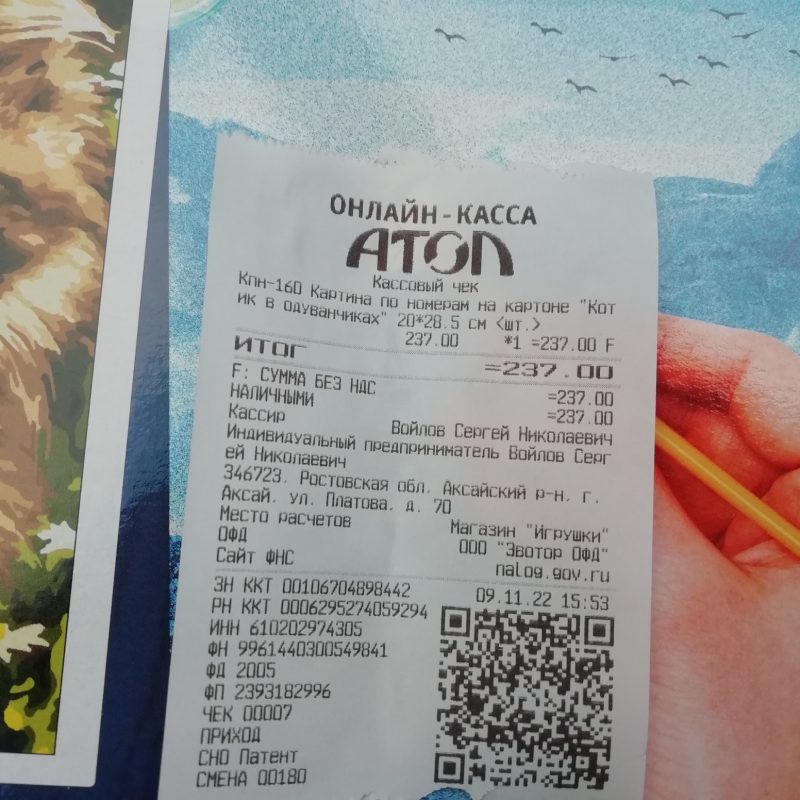 ОНЛАЙН-КАССА
АТОЛ
Кассовый чек
Кпн-160 Картина по номерам на картоне "Кот
ик в одуванчиках" 20*28.5 см <шт.>
237.00 *1 =237.00 F
ИТОГ =237.00
F: СУММА БЕЗ НДС =237.00
НАЛИЧНЫМИ =237.00
Кассир Войлов Сергей Николаевич
Индивидуальный предприниматель Войлов Серг
ей Николаевич
346723, Ростовская обл. Аксайский р-н, г.
Аксай, ул. Платова, д. 70
Место расчетов Магазин "Игрушки"
ОФД ООО "Эвотор ОФД"
Сайт ФНС nalog.gov.ru
ЗН ККТ 00106704898442 09.11.22 15:53
РН ККТ 0006295274059294
ИНН 610202974305
ФН 9961440300549841
ФД 2005
ФП 2393182996
ЧЕК 00007
ПРИХОД
СНО Патент
СМЕНА 00180